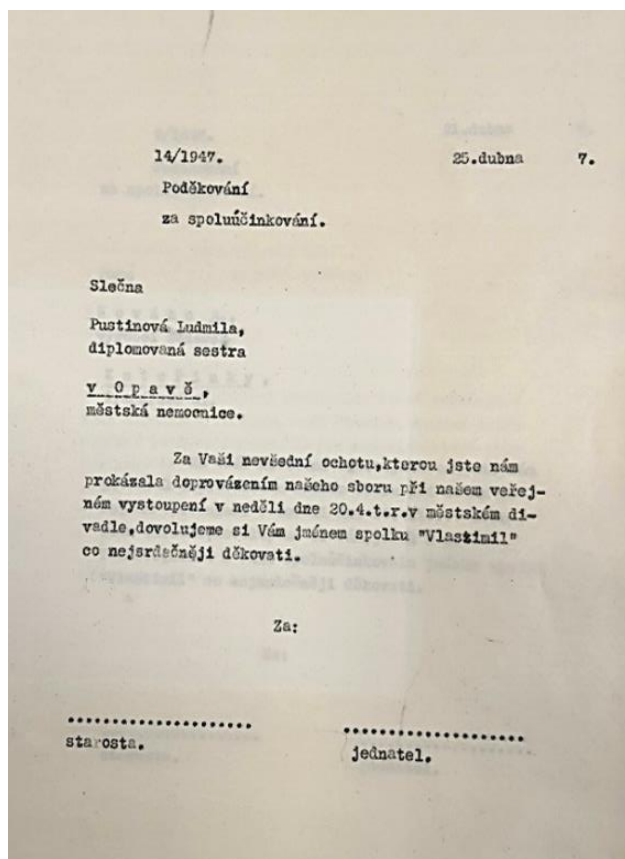 14/1947. 25.dubna 7.
Poděkování
za spoluúčinkování.
Slečna
Pustinová Ludmila,
diplomovaná sestra
v Opavě,
městská nemocnice.
Za Vaši nevšední ochotu,kterou jste nám
prokázala doprovázením našeho sboru při našem veřej-
ném vystoupení v neděli dne 20.4.t.r.v městském di-
vadle,dovolujeme si Vám jménem spolku "Vlastimil"
co nejsrdečněji děkovati.
Za:
starosta.
jednatel.